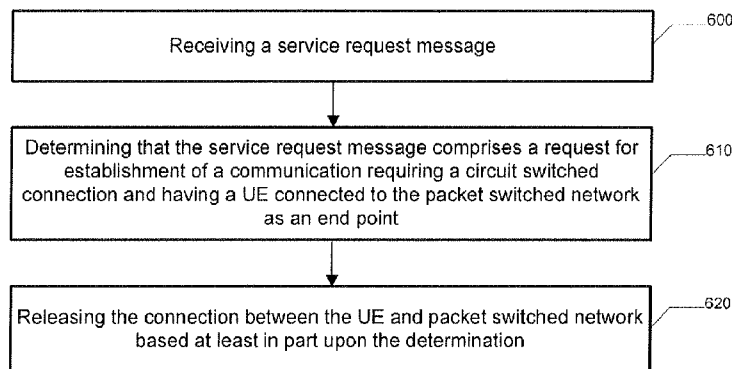 600
Receiving a service request message
610
Determining that the service request message comprises a request for
establishment of a communication requiring a circuit switched
connection and having a UE connected to the packet switched network
as an end point
620
Releasing the connection between the UE and packet switched network
based at least in part upon the determination